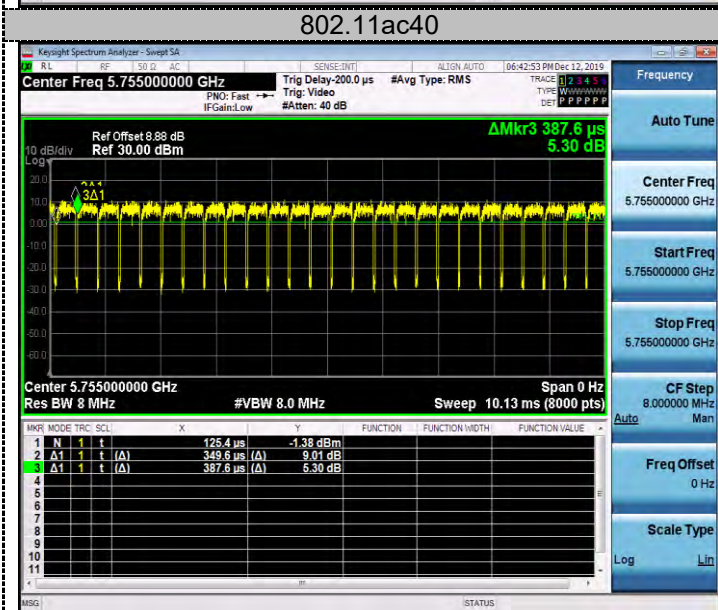 802.11ac40
Keysight Spectrum Analyzer - Swept SA
RL RF 50 Ω AC SENSE:INT ALIGN AUTO 06:42:53 PM Dec 12, 2019
Center Freq 5.755000000 GHz
Trig Delay-200.0 µs #Avg Type: RMS
TRACE 1 2 3 4 5 6
PNO: Fast Trig: Video
TYPE WWWWWW
IFGain:Low #Atten: 40 dB
DET P P P P P P
Ref Offset 8.88 dB
10 dB/div Ref 30.00 dBm
ΔMkr3 387.6 µs
5.30 dB
Log
20.0
10.0
0.00
-10.0
-20.0
-30.0
-40.0
-50.0
-60.0
3Δ1
Center 5.755000000 GHz Span 0 Hz
Res BW 8 MHz #VBW 8.0 MHz Sweep 10.13 ms (8000 pts)
MKR MODE TRC SCL X Y FUNCTION FUNCTION WIDTH FUNCTION VALUE
1 N 1 t 125.4 µs -1.38 dBm
2 Δ1 1 t (Δ) 349.6 µs (Δ) 9.01 dB
3 Δ1 1 t (Δ) 387.6 µs (Δ) 5.30 dB
4
5
6
7
8
9
10
11
MSG STATUS
Frequency
Auto Tune
Center Freq
5.755000000 GHz
Start Freq
5.755000000 GHz
Stop Freq
5.755000000 GHz
CF Step
8.000000 MHz
Auto Man
Freq Offset
0 Hz
Scale Type
Log Lin